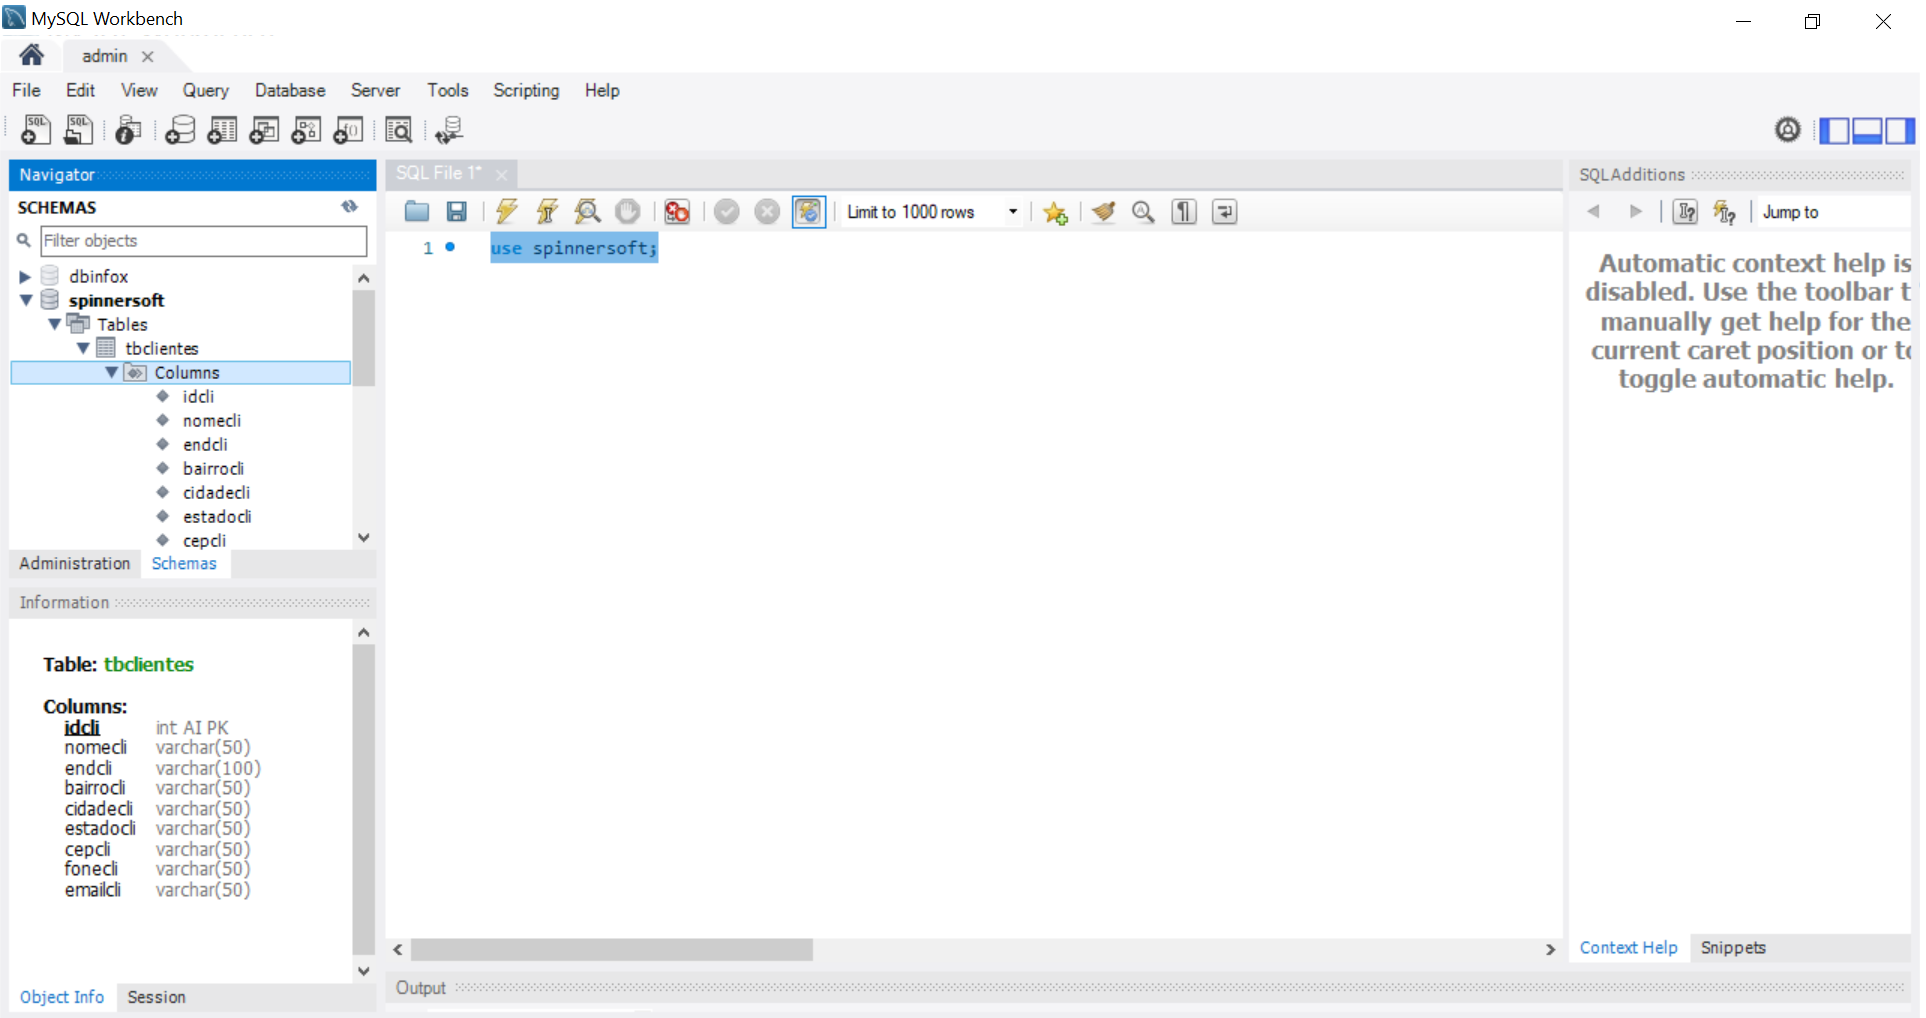 MySQL Workbench
admin
File Edit View Query Database Server Tools Scripting Help
Navigator
SCHEMAS
Filter objects
dbinfox
spinnersoft
Tables
tbclientes
Columns
idcli
nomecli
endcli
bairrocli
cidadecli
estadocli
cepcli
Administration Schemas
Information
Table: tbclientes
Columns:
idcli int AI PK
nomecli varchar(50)
endcli varchar(100)
bairrocli varchar(50)
cidadecli varchar(50)
estadocli varchar(50)
cepcli varchar(50)
fonecli varchar(50)
emailcli varchar(50)
Object Info Session
SQL File 1*
Limit to 1000 rows
1 use spinnersoft;
Output
SQLAdditions
Jump to
Automatic context help is
disabled. Use the toolbar t
manually get help for the
current caret position or to
toggle automatic help.
Context Help Snippets